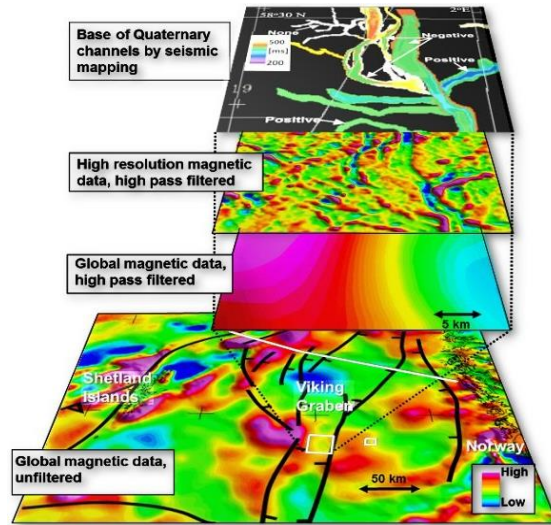 58-30 N
2°E
Base of Quaternary
channels by seismic
mapping
None
500
[ms]
200
Negative
Positive
19
Positive
High resolution magnetic
data, high pass filtered
Global magnetic data,
high pass filtered
5 km
Shetland
Islands
Viking
Graben
Global magnetic data,
unfiltered
50 km
Norway
High
Low